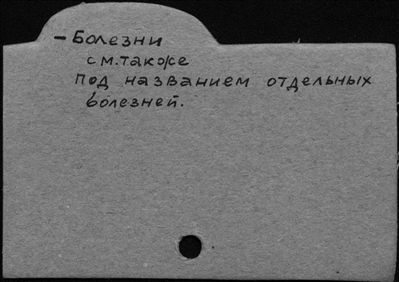 – Болезни
см. также
под названием отдельных
болезней.